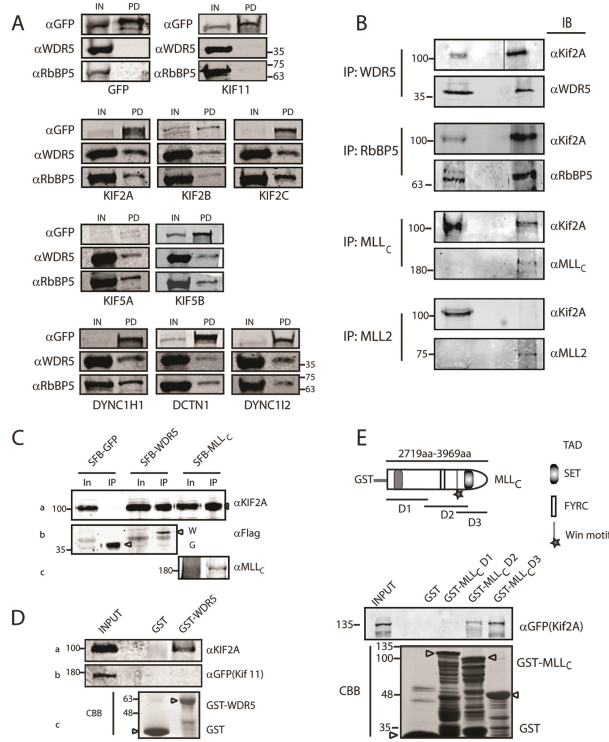 A
IN PD IN PD
αGFP αGFP
αWDR5 αWDR5 35
αRbBP5 αRbBP5 75
63
GFP KIF11
IN PD IN PD IN PD
αGFP
αWDR5
αRbBP5
KIF2A KIF2B KIF2C
IN PD IN PD
αGFP
αWDR5
αRbBP5
KIF5A KIF5B
IN PD IN PD IN PD
αGFP
αWDR5 35
αRbBP5 75
63
DYNC1H1 DCTN1 DYNC1I2
B
IB
IP: WDR5
100 αKif2A
35 αWDR5
IP: RbBP5
100 αKif2A
63 αRbBP5
IP: MLLC
100 αKif2A
180 αMLLC
IP: MLL2
100 αKif2A
75 αMLL2
C
SFB-GFP SFB-WDR5 SFB-MLLC
In IP In IP In IP
a 100 αKIF2A
b W αFlag
35 G
c 180 αMLLC
D
INPUT GST GST-WDR5
a 100 αKIF2A
b 180 αGFP(Kif 11)
CBB
c 63 GST-WDR5
48
GST
E
2719aa-3969aa
GST MLLC
D1 D2 D3
TAD
SET
FYRC
Win motif
INPUT GST GST-MLLC D1 GST-MLLC D2 GST-MLLC D3
135 αGFP(Kif2A)
CBB
135
100 GST-MLLC
48
35 GST